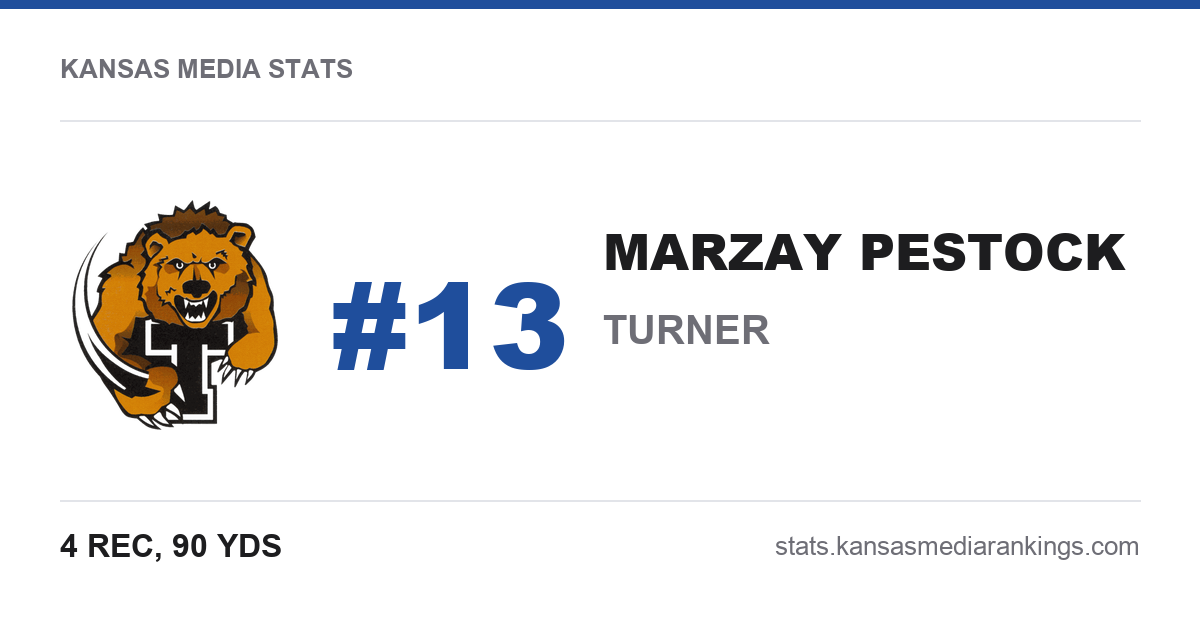 KANSAS MEDIA STATS
T
#13
MARZAY PESTOCK
TURNER
4 REC, 90 YDS
stats.kansasmediarankings.com